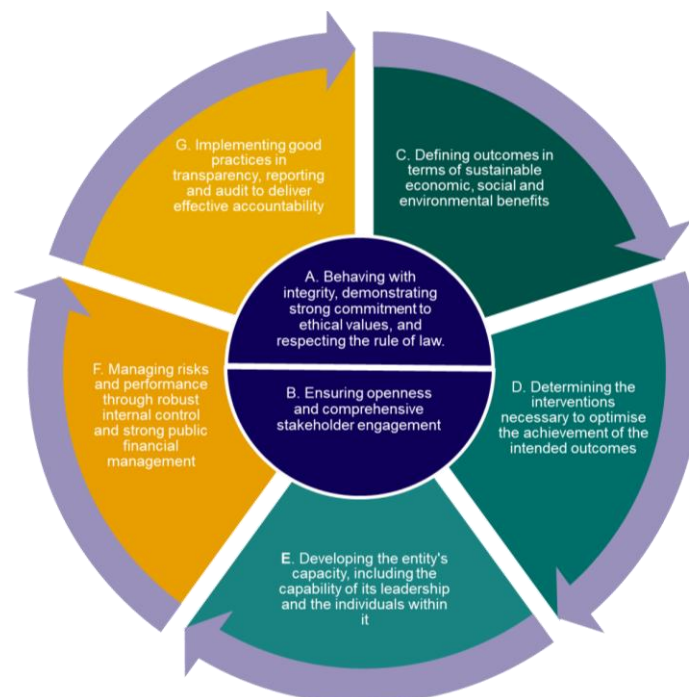 G. Implementing good
practices in
transparency, reporting
and audit to deliver
effective accountability
C. Defining outcomes in
terms of sustainable
economic, social and
environmental benefits
A. Behaving with
integrity, demonstrating
strong commitment to
ethical values, and
respecting the rule of law.
B. Ensuring openness
and comprehensive
stakeholder engagement
F. Managing risks
and performance
through robust
internal control
and strong public
financial
management
D. Determining the
interventions
necessary to optimise
the achievement of the
intended outcomes
E. Developing the entity's
capacity, including the
capability of its leadership
and the individuals within
it